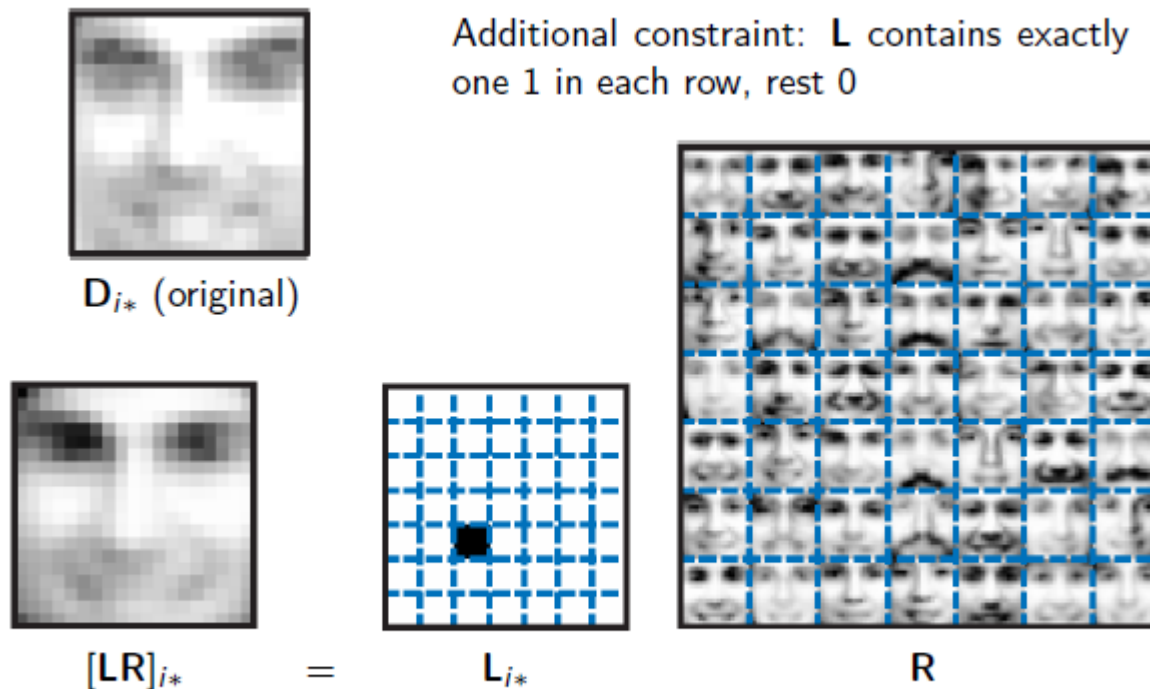 Additional constraint: L contains exactly
one 1 in each row, rest 0
D_{i*} (original)
[LR]_{i*} = L_{i*} R